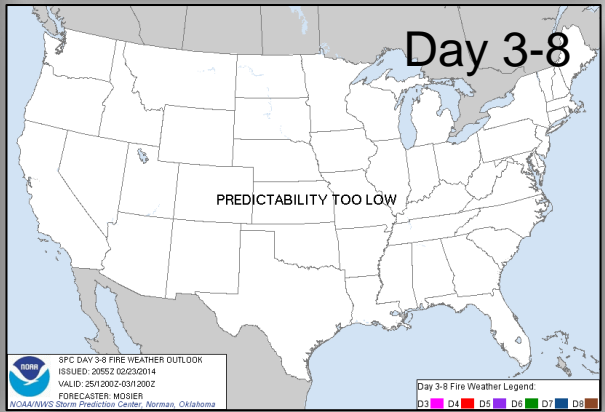 Day 3-8
PREDICTABILITY TOO LOW
NOAA
SPC DAY 3-8 FIRE WEATHER OUTLOOK
ISSUED: 2055Z 02/23/2014
VALID: 25/1200Z-03/1200Z
FORECASTER: MOSIER
NOAA/NWS Storm Prediction Center, Norman, Oklahoma
Day 3-8 Fire Weather Legend:
D3 D4 D5 D6 D7 D8